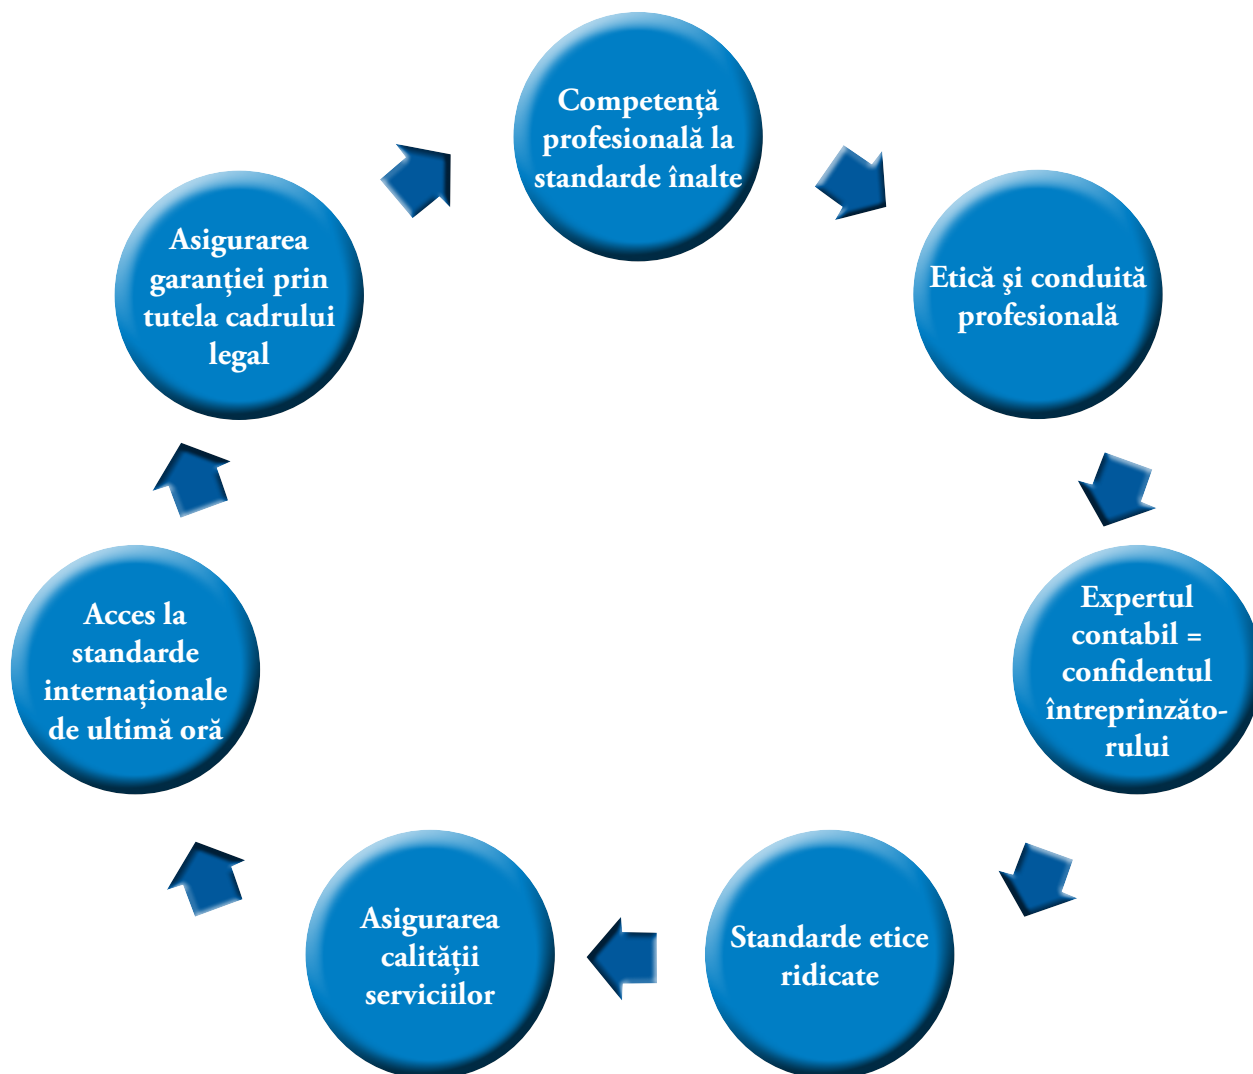 Competență
profesională la
standarde înalte
Etică şi conduită
profesională
Expertul
contabil =
confidentul
întreprinzăto-
rului
Standarde etice
ridicate
Asigurarea
calității
serviciilor
Acces la
standarde
internaționale
de ultimă oră
Asigurarea
garanției prin
tutela cadrului
legal